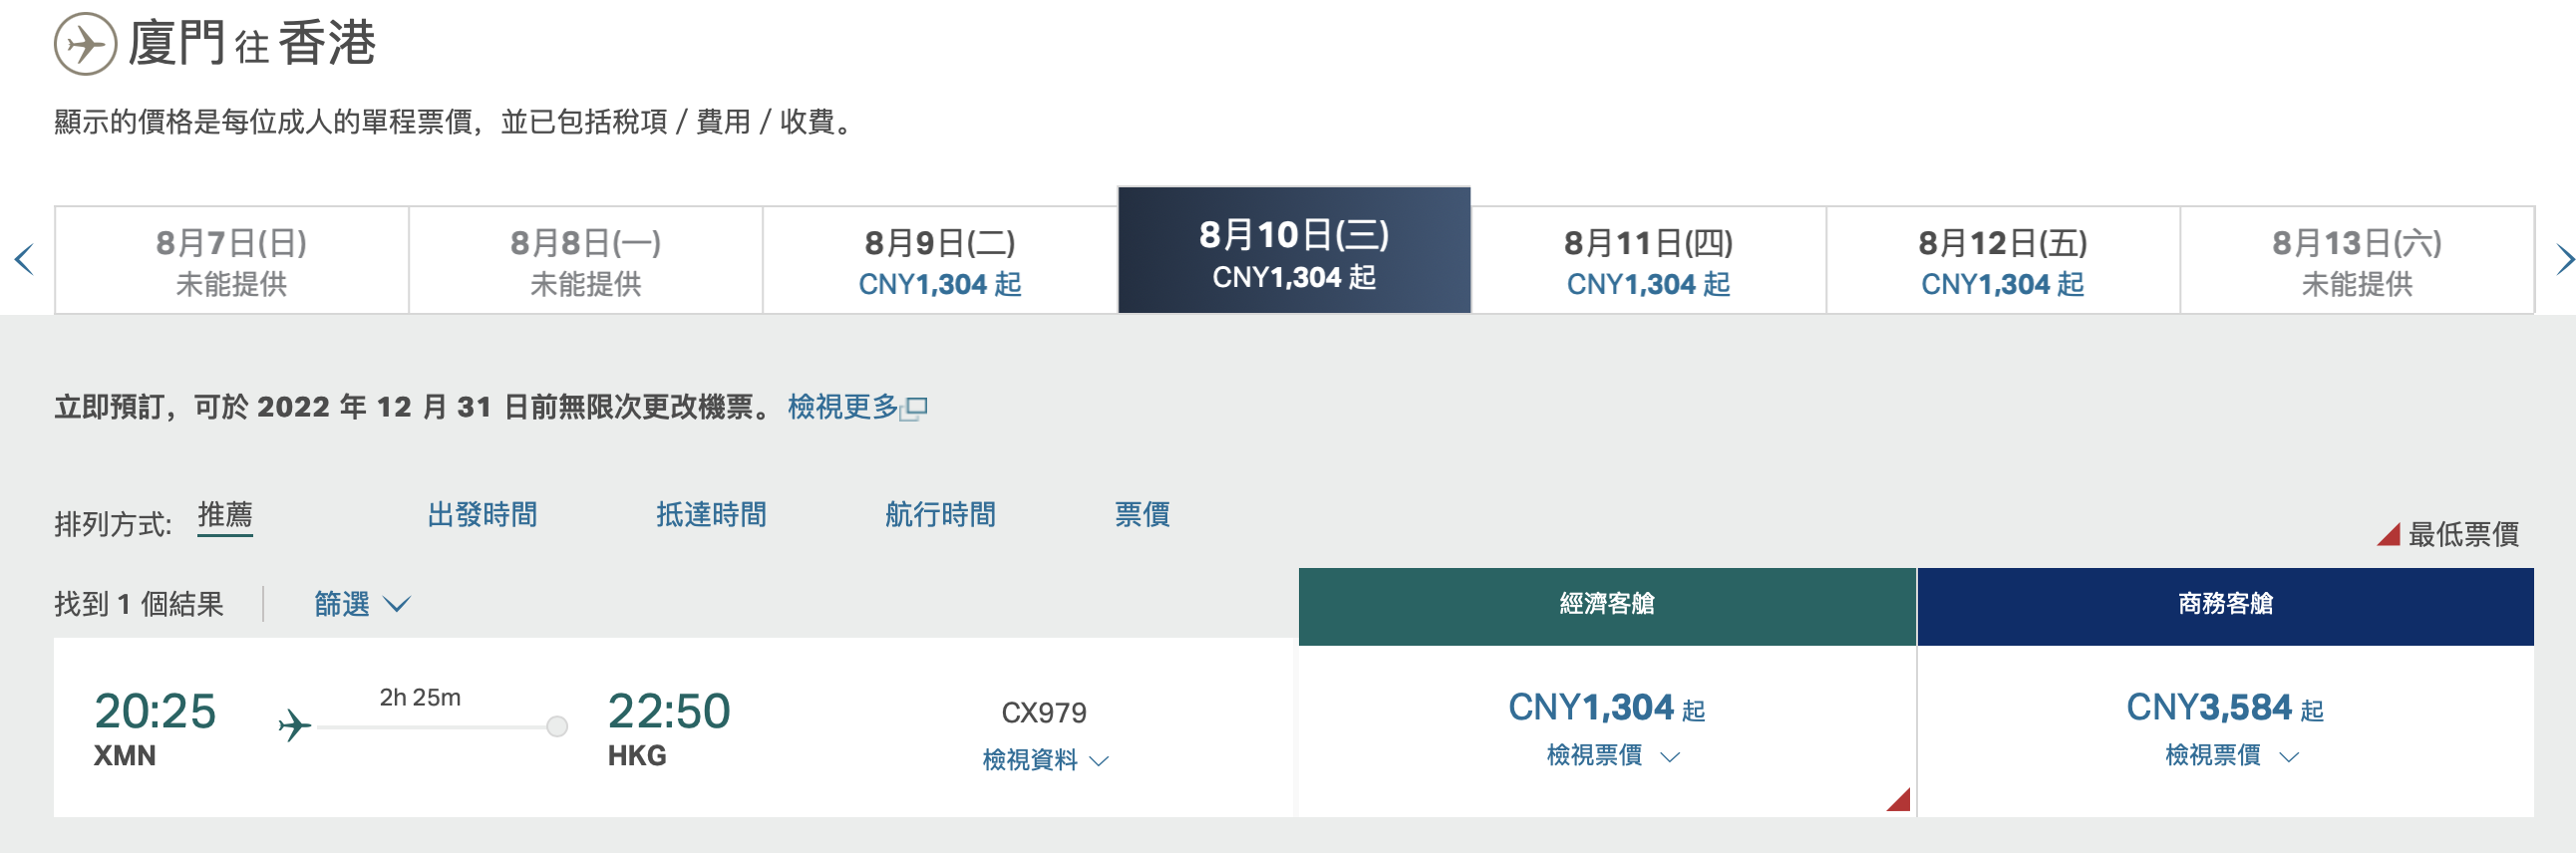 廈門往香港
顯示的價格是每位成人的單程票價，並已包括稅項 / 費用 / 收費。
8月7日(日) 8月8日(一) 8月9日(二) 8月10日(三) 8月11日(四) 8月12日(五) 8月13日(六)
未能提供 未能提供 CNY1,304 起 CNY1,304 起 CNY1,304 起 CNY1,304 起 未能提供
立即預訂，可於 2022 年 12 月 31 日前無限次更改機票。 檢視更多
排列方式: 推薦 出發時間 抵達時間 航行時間 票價
最低票價
找到 1 個結果 篩選 經濟客艙 商務客艙
20:25 2h 25m 22:50 CX979 CNY1,304 起 CNY3,584 起
XMN HKG 檢視資料 檢視票價 檢視票價